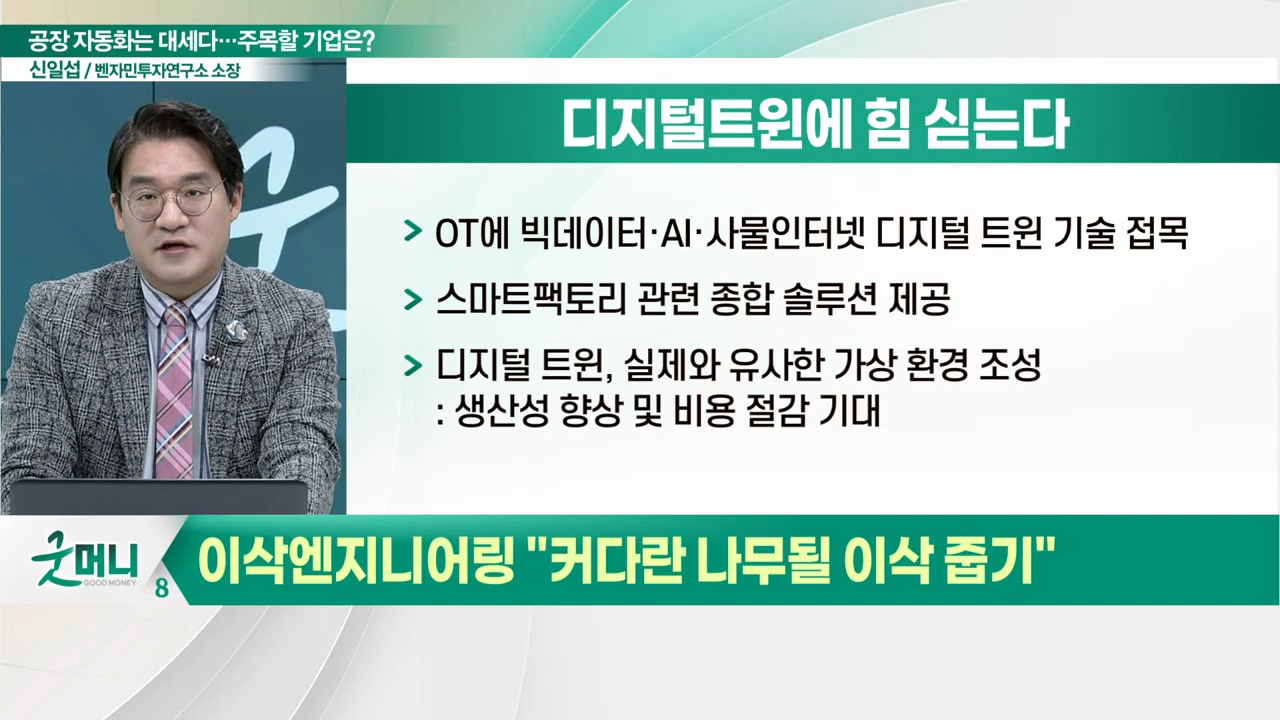 공장 자동화는 대세다…주목할 기업은?
신일섭 / 벤자민투자연구소 소장
디지털트윈에 힘 싣는다
> OT에 빅데이터·AI·사물인터넷 디지털 트윈 기술 접목
> 스마트팩토리 관련 종합 솔루션 제공
> 디지털 트윈, 실제와 유사한 가상 환경 조성
: 생산성 향상 및 비용 절감 기대
굿머니
GOOD MONEY
8
이삭엔지니어링 "커다란 나무될 이삭 줍기"